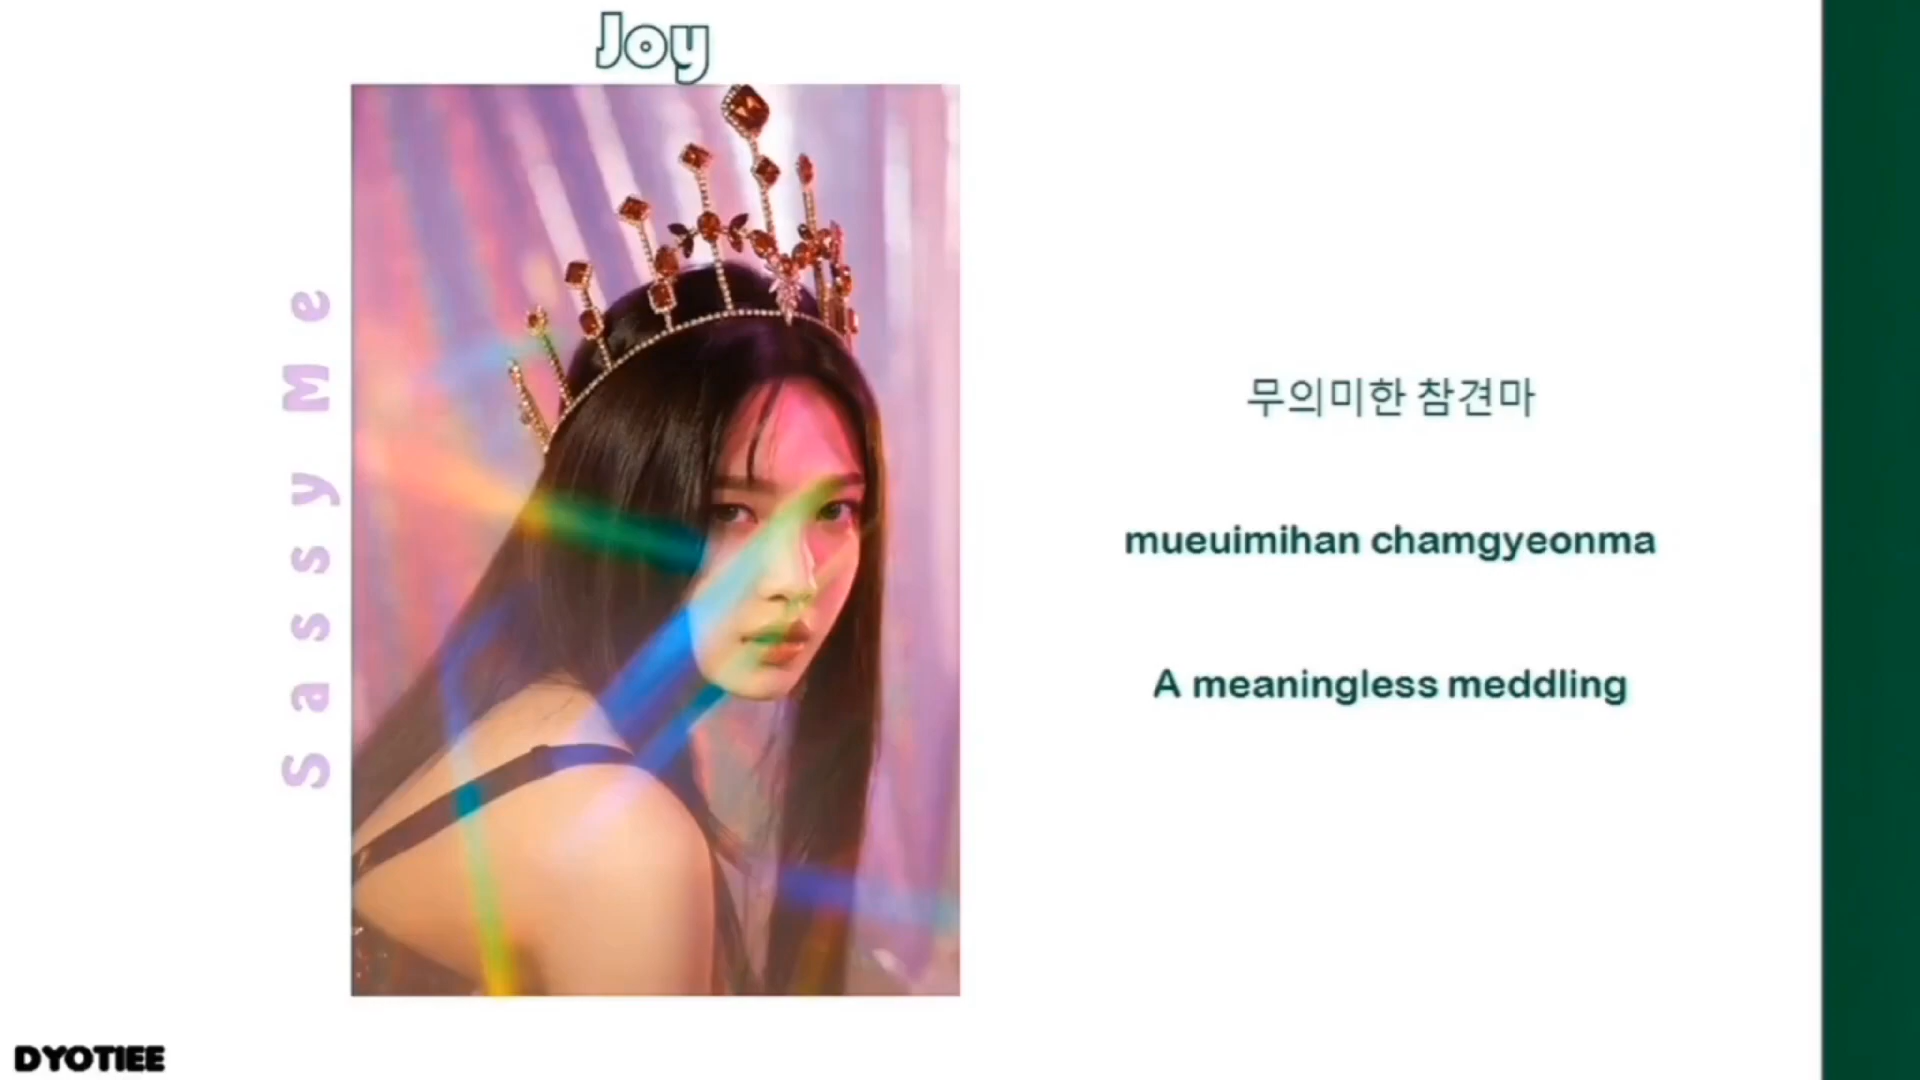 Joy
Sassy Me
무의미한 참견마
mueuimihan chamgyeonma
A meaningless meddling
DYOTIEE